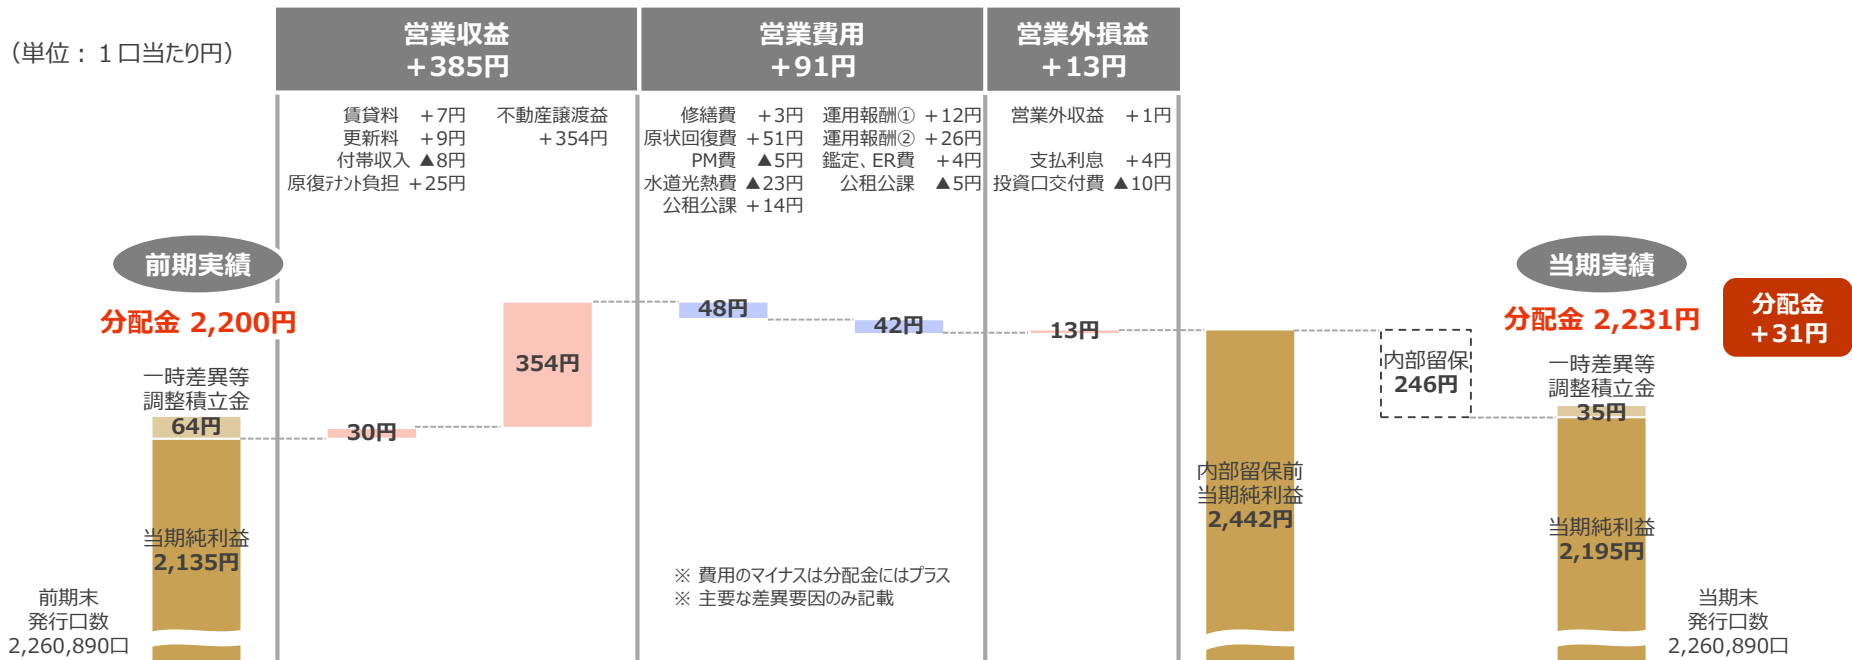 （単位：１口当たり円）
営業収益
+385円
営業費用
+91円
営業外損益
+13円
賃貸料 +7円
更新料 +9円
付帯収入 ▲8円
原復ﾃﾅﾝﾄ負担 +25円
不動産譲渡益
+354円
修繕費 +3円
原状回復費 +51円
PM費 ▲5円
水道光熱費 ▲23円
公租公課 +14円
運用報酬① +12円
運用報酬② +26円
鑑定、ER費 +4円
公租公課 ▲5円
営業外収益 +1円
支払利息 +4円
投資口交付費 ▲10円
前期実績
分配金 2,200円
一時差異等
調整積立金
64円
当期純利益
2,135円
前期末
発行口数
2,260,890口
30円
354円
48円
42円
13円
※ 費用のマイナスは分配金にはプラス
※ 主要な差異要因のみ記載
内部留保前
当期純利益
2,442円
内部留保
246円
当期実績
分配金 2,231円
分配金
+31円
一時差異等
調整積立金
35円
当期純利益
2,195円
当期末
発行口数
2,260,890口